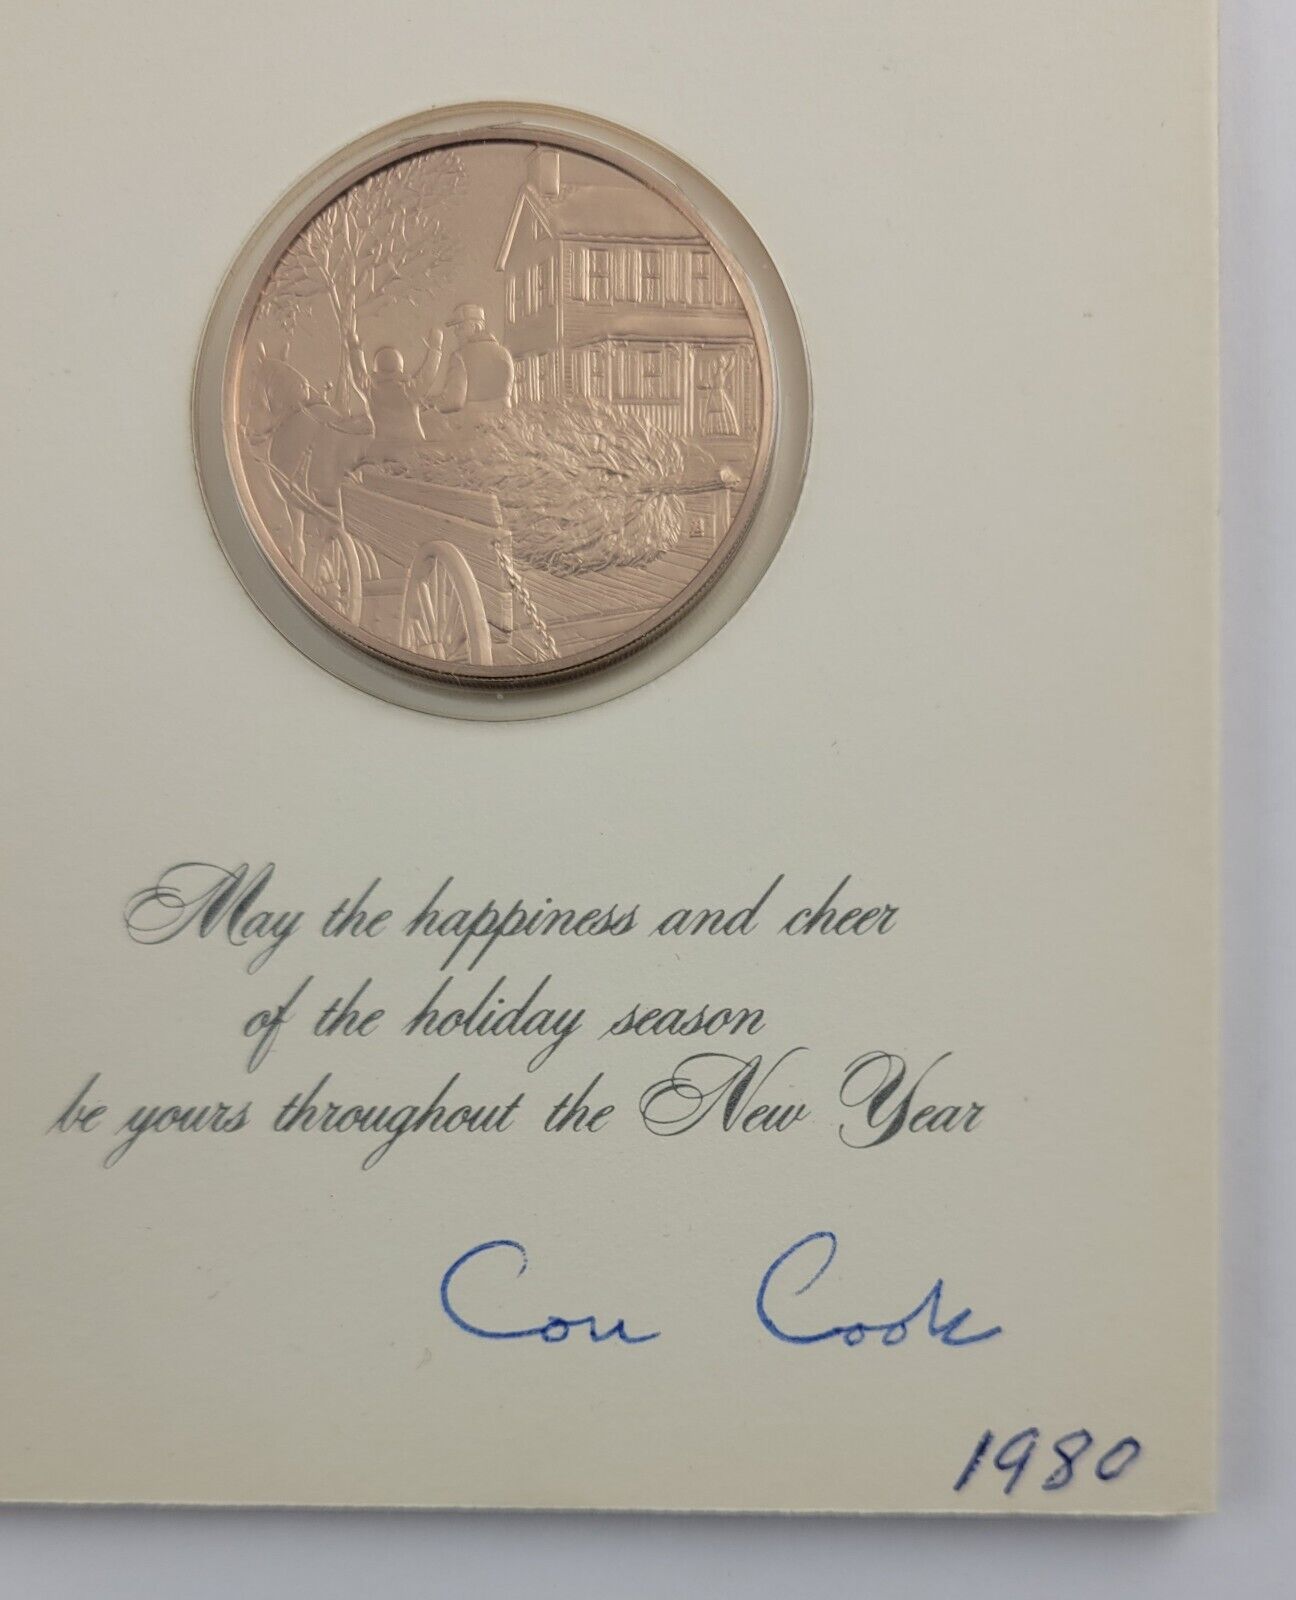 May the happiness and cheer
of the holiday season
be yours throughout the New Year
Con Cook
1980